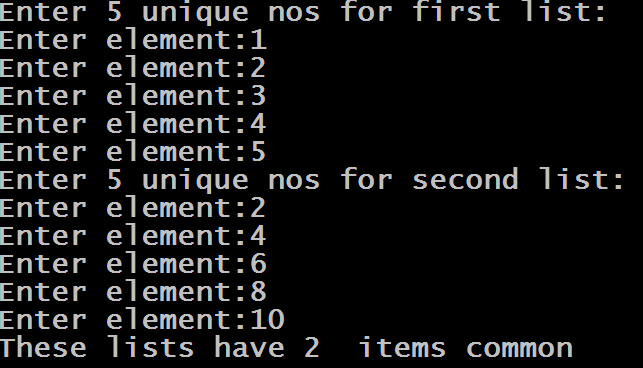 Enter 5 unique nos for first list:
Enter element:1
Enter element:2
Enter element:3
Enter element:4
Enter element:5
Enter 5 unique nos for second list:
Enter element:2
Enter element:4
Enter element:6
Enter element:8
Enter element:10
These lists have 2  items common